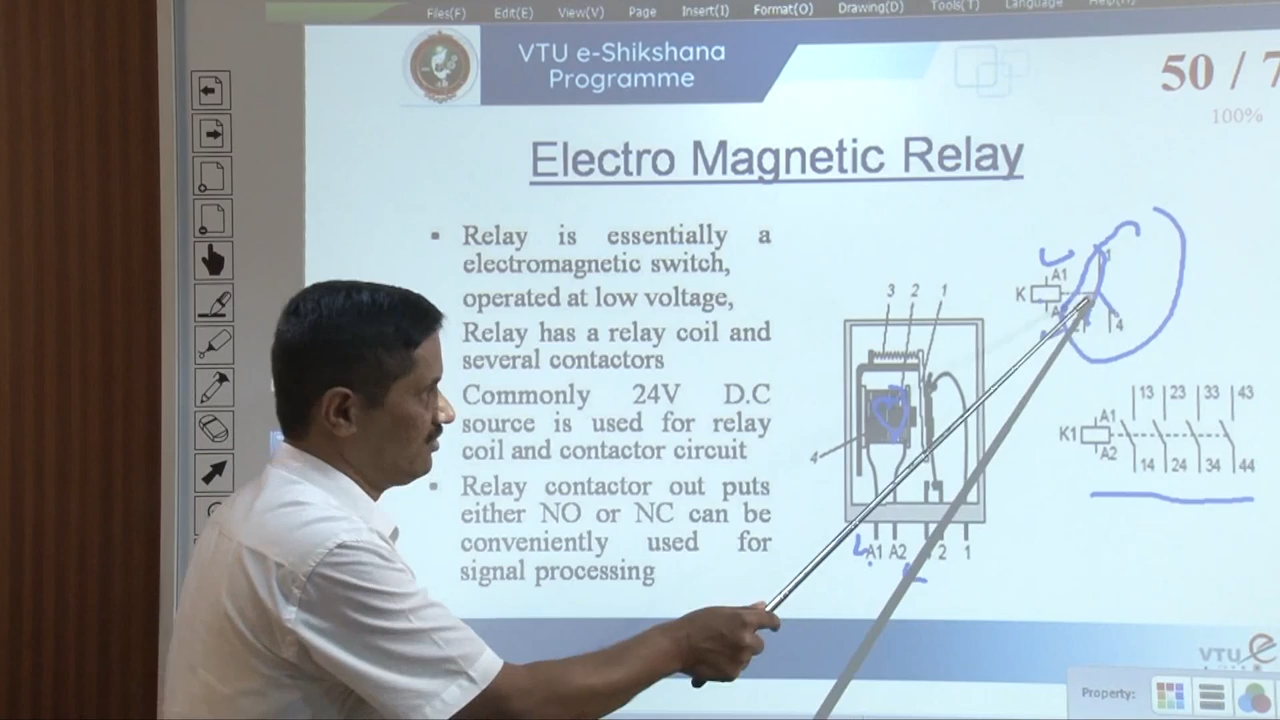 Files(F) Edit(E) View(V) Page Insert(I) Format(O) Drawing(D) Tools(T) Language
VTU e-Shikshana
Programme
50 / 7
100%
Electro Magnetic Relay
Relay is essentially a
electromagnetic switch,
operated at low voltage,
Relay has a relay coil and
several contactors
Commonly 24V D.C
source is used for relay
coil and contactor circuit
Relay contactor out puts
either NO or NC can be
conveniently used for
signal processing
3 2 1
4
A1 A2 2 1
A1
K
4
13 23 33 43
A1
K1
A2
14 24 34 44
VTU e
Property: